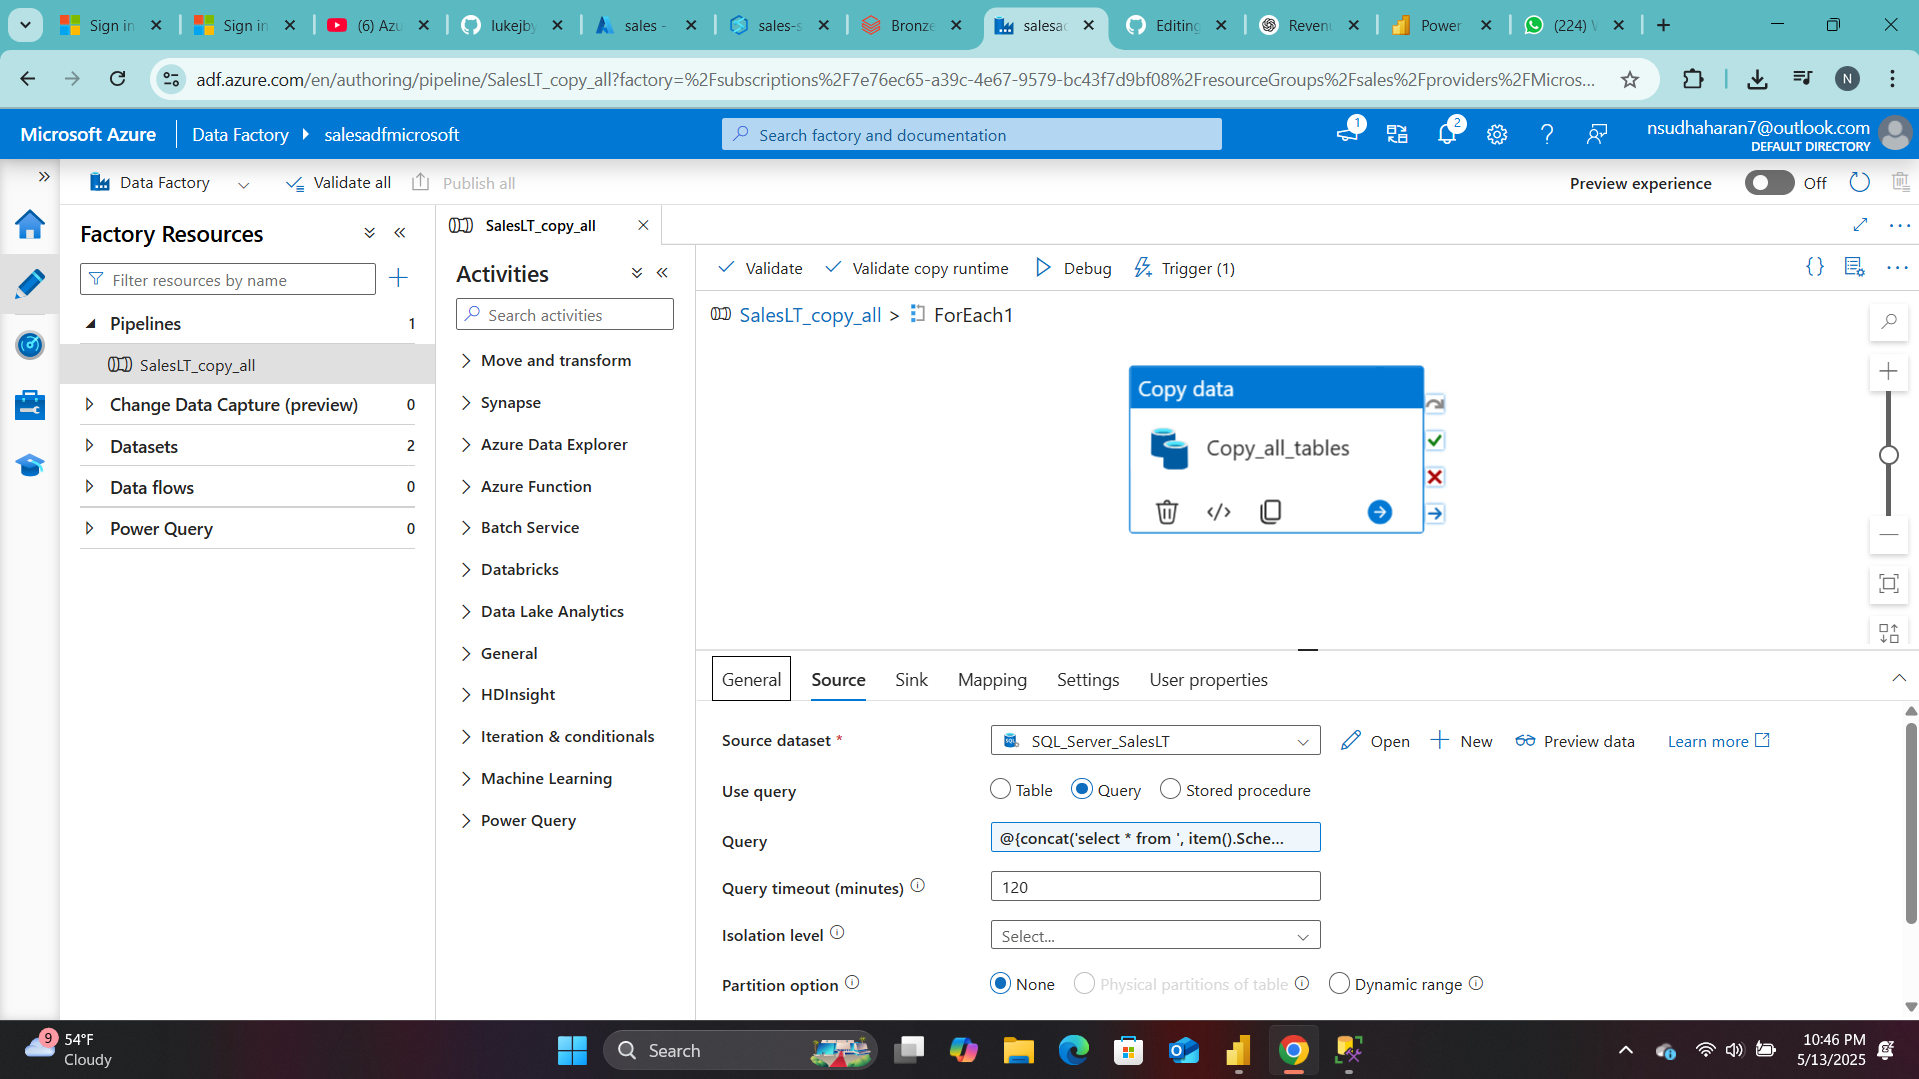 Sign in
Sign in
(6) Azu
lukejby
sales -
sales-s
Bronze
salesad
Editing
Reven
Power
(224) W
adf.azure.com/en/authoring/pipeline/SalesLT_copy_all?factory=%2Fsubscriptions%2F7e76ec65-a39c-4e67-9579-bc43f7d9bf08%2FresourceGroups%2Fsales%2Fproviders%2FMicros...
N
Microsoft Azure
Data Factory
salesadfmicrosoft
Search factory and documentation
1
2
nsudhaharan7@outlook.com
DEFAULT DIRECTORY
Data Factory
Validate all
Publish all
Preview experience
Off
Factory Resources
Filter resources by name
Pipelines 1
SalesLT_copy_all
Change Data Capture (preview) 0
Datasets 2
Data flows 0
Power Query 0
SalesLT_copy_all
Activities
Search activities
Move and transform
Synapse
Azure Data Explorer
Azure Function
Batch Service
Databricks
Data Lake Analytics
General
HDInsight
Iteration & conditionals
Machine Learning
Power Query
Validate
Validate copy runtime
Debug
Trigger (1)
SalesLT_copy_all > ForEach1
Copy data
Copy_all_tables
General
Source
Sink
Mapping
Settings
User properties
Source dataset *
SQL_Server_SalesLT
Open
New
Preview data
Learn more
Use query
Table
Query
Stored procedure
Query
@{concat('select * from ', item().Sche...
Query timeout (minutes)
120
Isolation level
Select...
Partition option
None
Physical partitions of table
Dynamic range
9
54°F
Cloudy
Search
10:46 PM
5/13/2025